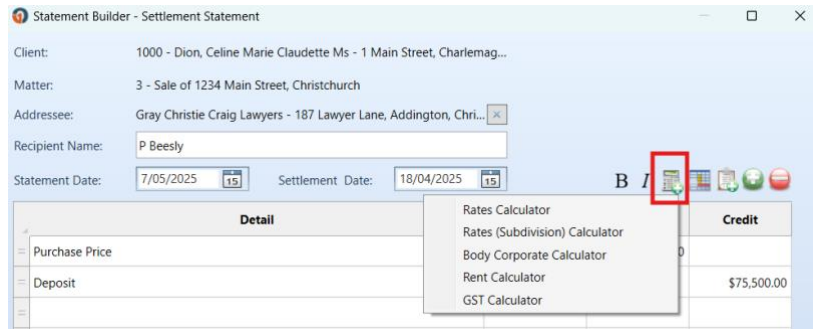 Statement Builder - Settlement Statement
Client: 1000 - Dion, Celine Marie Claudette Ms - 1 Main Street, Charlemag...
Matter: 3 - Sale of 1234 Main Street, Christchurch
Addressee: Gray Christie Craig Lawyers - 187 Lawyer Lane, Addington, Chri...
Recipient Name: P Beesly
Statement Date: 7/05/2025 15 Settlement Date: 18/04/2025 15 B I
Detail Credit
Rates Calculator
Rates (Subdivision) Calculator
Body Corporate Calculator
Rent Calculator
GST Calculator
Purchase Price 0
Deposit $75,500.00